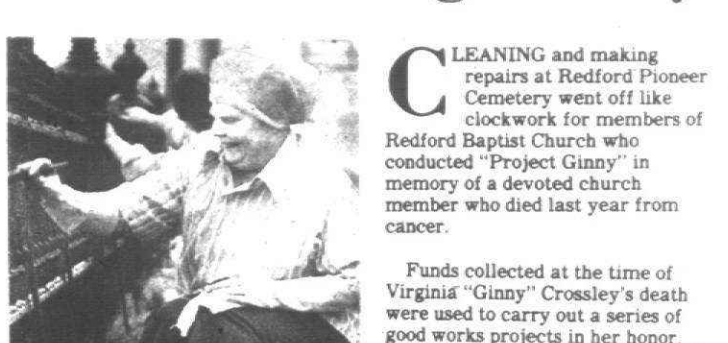 CLEANING and making
repairs at Redford Pioneer
Cemetery went off like
clockwork for members of
Redford Baptist Church who
conducted "Project Ginny" in
memory of a devoted church
member who died last year from
cancer.
Funds collected at the time of
Virginia "Ginny" Crossley's death
were used to carry out a series of
good works projects in her honor.